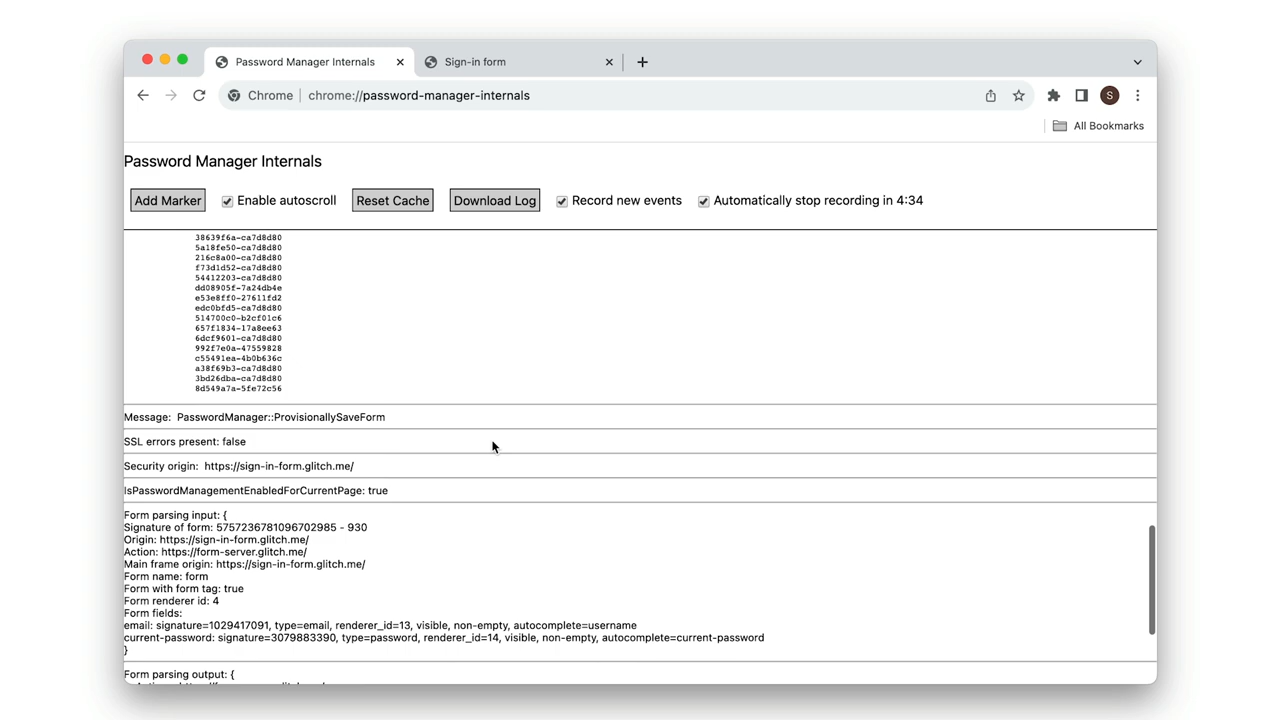 Password Manager Internals
Sign-in form
Chrome
chrome://password-manager-internals
S
All Bookmarks
Password Manager Internals
Add Marker
Enable autoscroll
Reset Cache
Download Log
Record new events
Automatically stop recording in 4:34
38639f6a-ca7d8d80
5a18fe50-ca7d8d80
216c8a00-ca7d8d80
f73d1d52-ca7d8d80
54412203-ca7d8d80
dd08905f-7a24db4e
e53e8ff0-27611fd2
edc0bfd5-ca7d8d80
514700c0-b2cf01c6
657f1834-17a8ee63
6dcf9601-ca7d8d80
992f7e0a-47559828
c55491ea-4b0b636c
a38f69b3-ca7d8d80
3bd26dba-ca7d8d80
8d549a7a-5fe72c56
Message: PasswordManager::ProvisionallySaveForm
SSL errors present: false
Security origin: https://sign-in-form.glitch.me/
IsPasswordManagementEnabledForCurrentPage: true
Form parsing input: {
Signature of form: 5757236781096702985 - 930
Origin: https://sign-in-form.glitch.me/
Action: https://form-server.glitch.me/
Main frame origin: https://sign-in-form.glitch.me/
Form name: form
Form with form tag: true
Form renderer id: 4
Form fields:
email: signature=1029417091, type=email, renderer_id=13, visible, non-empty, autocomplete=username
current-password: signature=3079883390, type=password, renderer_id=14, visible, non-empty, autocomplete=current-password
}
Form parsing output: {